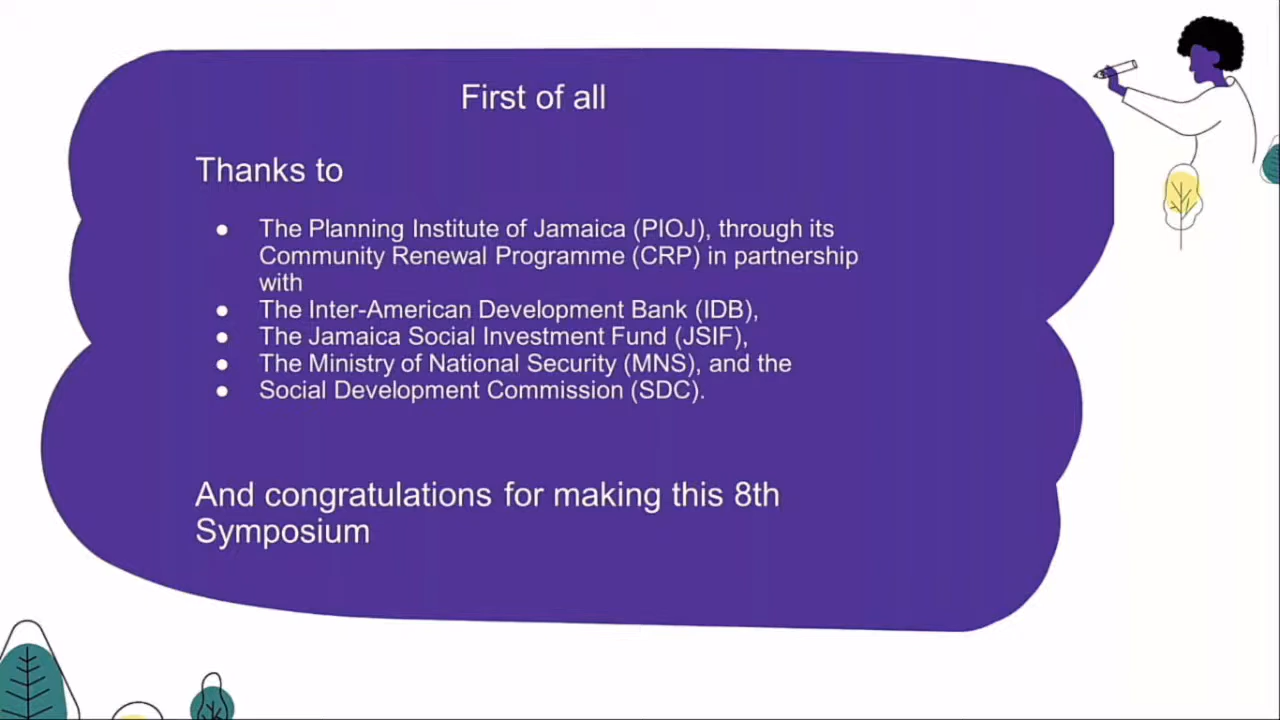 First of all
Thanks to
● The Planning Institute of Jamaica (PIOJ), through its
Community Renewal Programme (CRP) in partnership
with
● The Inter-American Development Bank (IDB),
● The Jamaica Social Investment Fund (JSIF),
● The Ministry of National Security (MNS), and the
● Social Development Commission (SDC).
And congratulations for making this 8th
Symposium